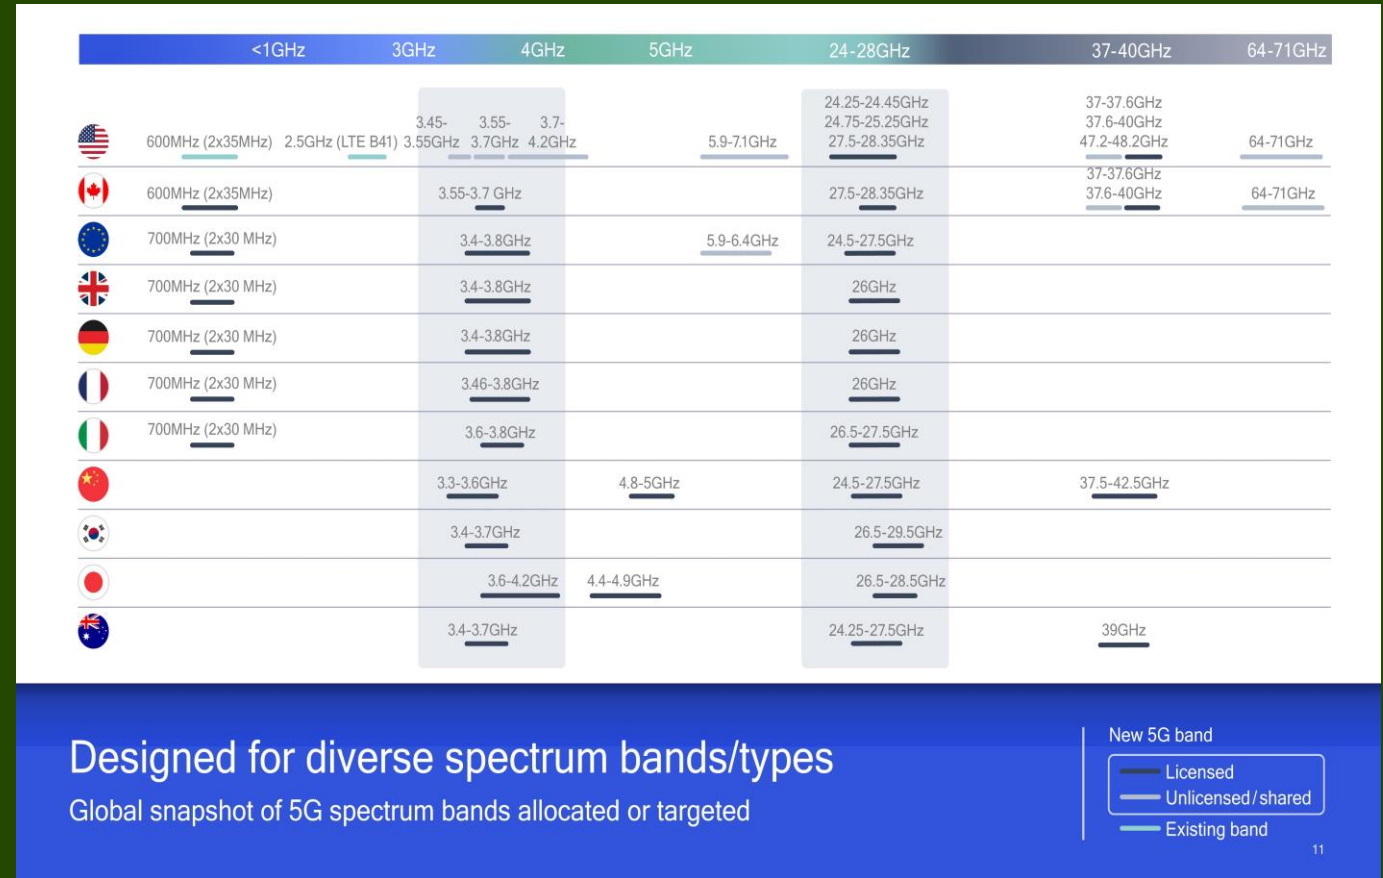 <1GHz 3GHz 4GHz 5GHz 24-28GHz 37-40GHz 64-71GHz
24.25-24.45GHz 37-37.6GHz
3.45- 3.55- 3.7- 24.75-25.25GHz 37.6-40GHz
600MHz (2x35MHz) 2.5GHz (LTE B41) 3.55GHz 3.7GHz 4.2GHz 5.9-7.1GHz 27.5-28.35GHz 47.2-48.2GHz 64-71GHz
37-37.6GHz
600MHz (2x35MHz) 3.55-3.7 GHz 27.5-28.35GHz 37.6-40GHz 64-71GHz
700MHz (2x30 MHz) 3.4-3.8GHz 5.9-6.4GHz 24.5-27.5GHz
700MHz (2x30 MHz) 3.4-3.8GHz 26GHz
700MHz (2x30 MHz) 3.4-3.8GHz 26GHz
700MHz (2x30 MHz) 3.46-3.8GHz 26GHz
700MHz (2x30 MHz) 3.6-3.8GHz 26.5-27.5GHz
3.3-3.6GHz 4.8-5GHz 24.5-27.5GHz 37.5-42.5GHz
3.4-3.7GHz 26.5-29.5GHz
3.6-4.2GHz 4.4-4.9GHz 26.5-28.5GHz
3.4-3.7GHz 24.25-27.5GHz 39GHz
Designed for diverse spectrum bands/types
Global snapshot of 5G spectrum bands allocated or targeted
New 5G band
Licensed
Unlicensed/shared
Existing band
11